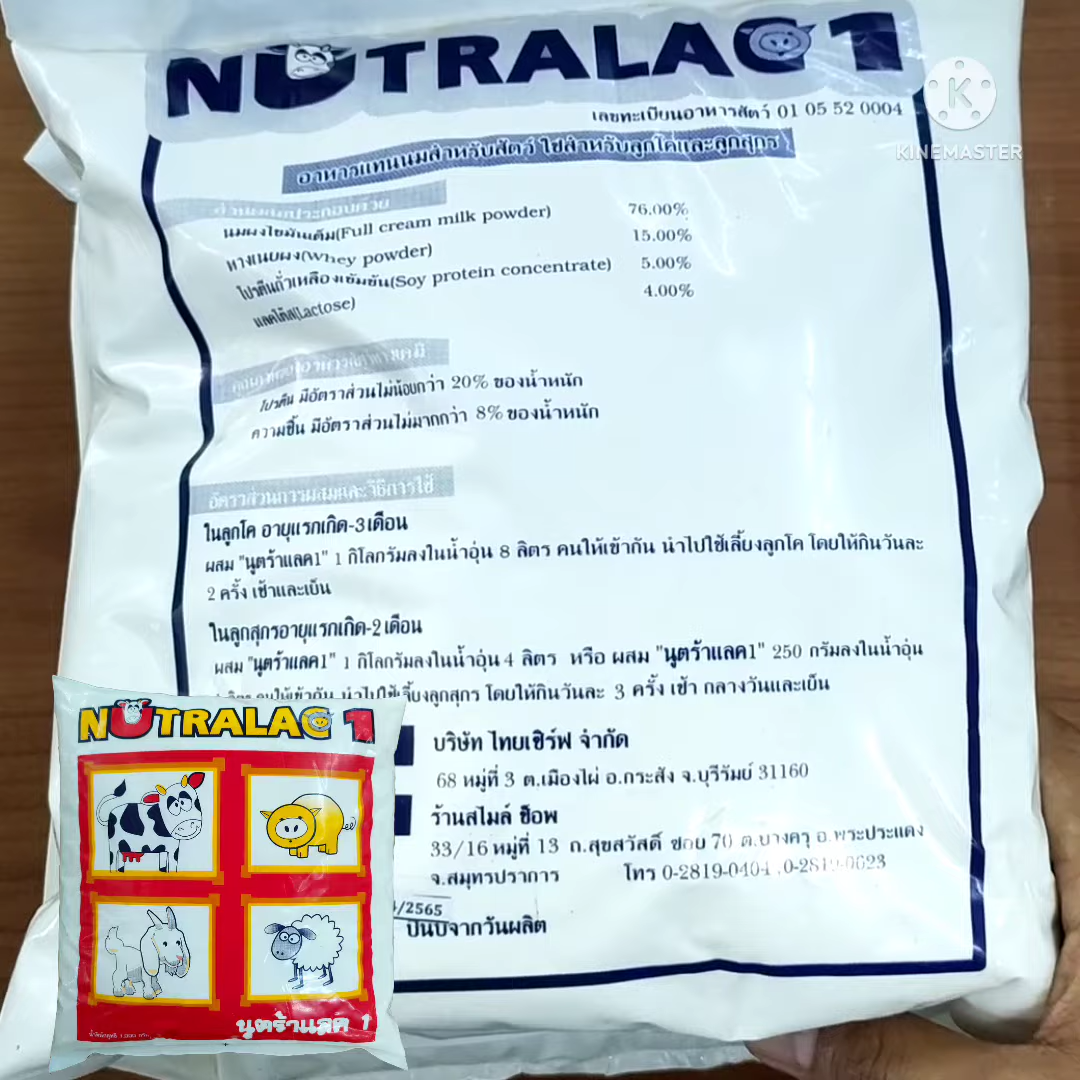 NUTRALAC 1
เลขทะเบียนอาหารสัตว์ 01 05 52 0004
KINEMASTER
อาหารแทนนมสำหรับสัตว์ ใช้สำหรับลูกโคและลูกสุกร
ส่วนผสมประกอบด้วย
นมผงไขมันเต็ม(Full cream milk powder) 76.00%
หางเนยผง(Whey powder) 15.00%
โปรตีนถั่วเหลืองเข้มข้น(Soy protein concentrate) 5.00%
แลคโต้ส(Lactose) 4.00%
โปรตีน มีอัตราส่วนไม่น้อยกว่า 20% ของน้ำหนัก
ความชื้น มีอัตราส่วนไม่มากกว่า 8% ของน้ำหนัก
อัตราส่วนการผสมและวิธีการใช้
ในลูกโค อายุแรกเกิด-3เดือน
ผสม "นูตร้าแลค1" 1 กิโลกรัมลงในน้ำอุ่น 8 ลิตร คนให้เข้ากัน นำไปใช้เลี้ยงลูกโค โดยให้กินวันละ
2 ครั้ง เช้าและเย็น
ในลูกสุกรอายุแรกเกิด-2เดือน
ผสม "นูตร้าแลค1" 1 กิโลกรัมลงในน้ำอุ่น 4 ลิตร หรือ ผสม "นูตร้าแลค1" 250 กรัมลงในน้ำอุ่น
ลิตร คนให้เข้ากัน นำไปใช้เลี้ยงลูกสุกร โดยให้กินวันละ 3 ครั้ง เช้า กลางวันและเย็น
บริษัท ไทยเซิร์ฟ จำกัด
68 หมู่ที่ 3 ต.เมืองไผ่ อ.กระสัง จ.บุรีรัมย์ 31160
ร้านสไมล์ ช็อพ
33/16 หมู่ที่ 13 ถ.สุขสวัสดิ์ ซอย 70 ต.บางครุ อ.พระประแดง
จ.สมุทรปราการ โทร 0-2819-0404 ,0-2819-0623
/2565
ปีนับจากวันผลิต
NUTRALAC 1
นูตร้าแลค 1